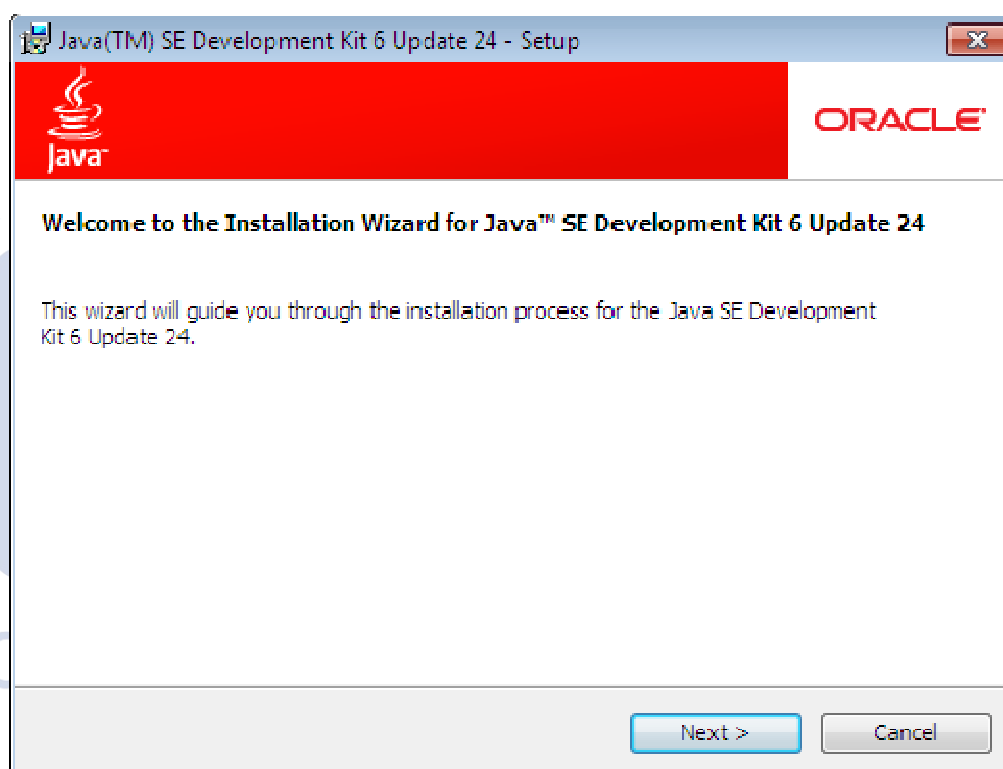 Java(TM) SE Development Kit 6 Update 24 - Setup
Java™
ORACLE®
Welcome to the Installation Wizard for Java™ SE Development Kit 6 Update 24
This wizard will guide you through the installation process for the Java SE Development
Kit 6 Update 24.
Next >
Cancel